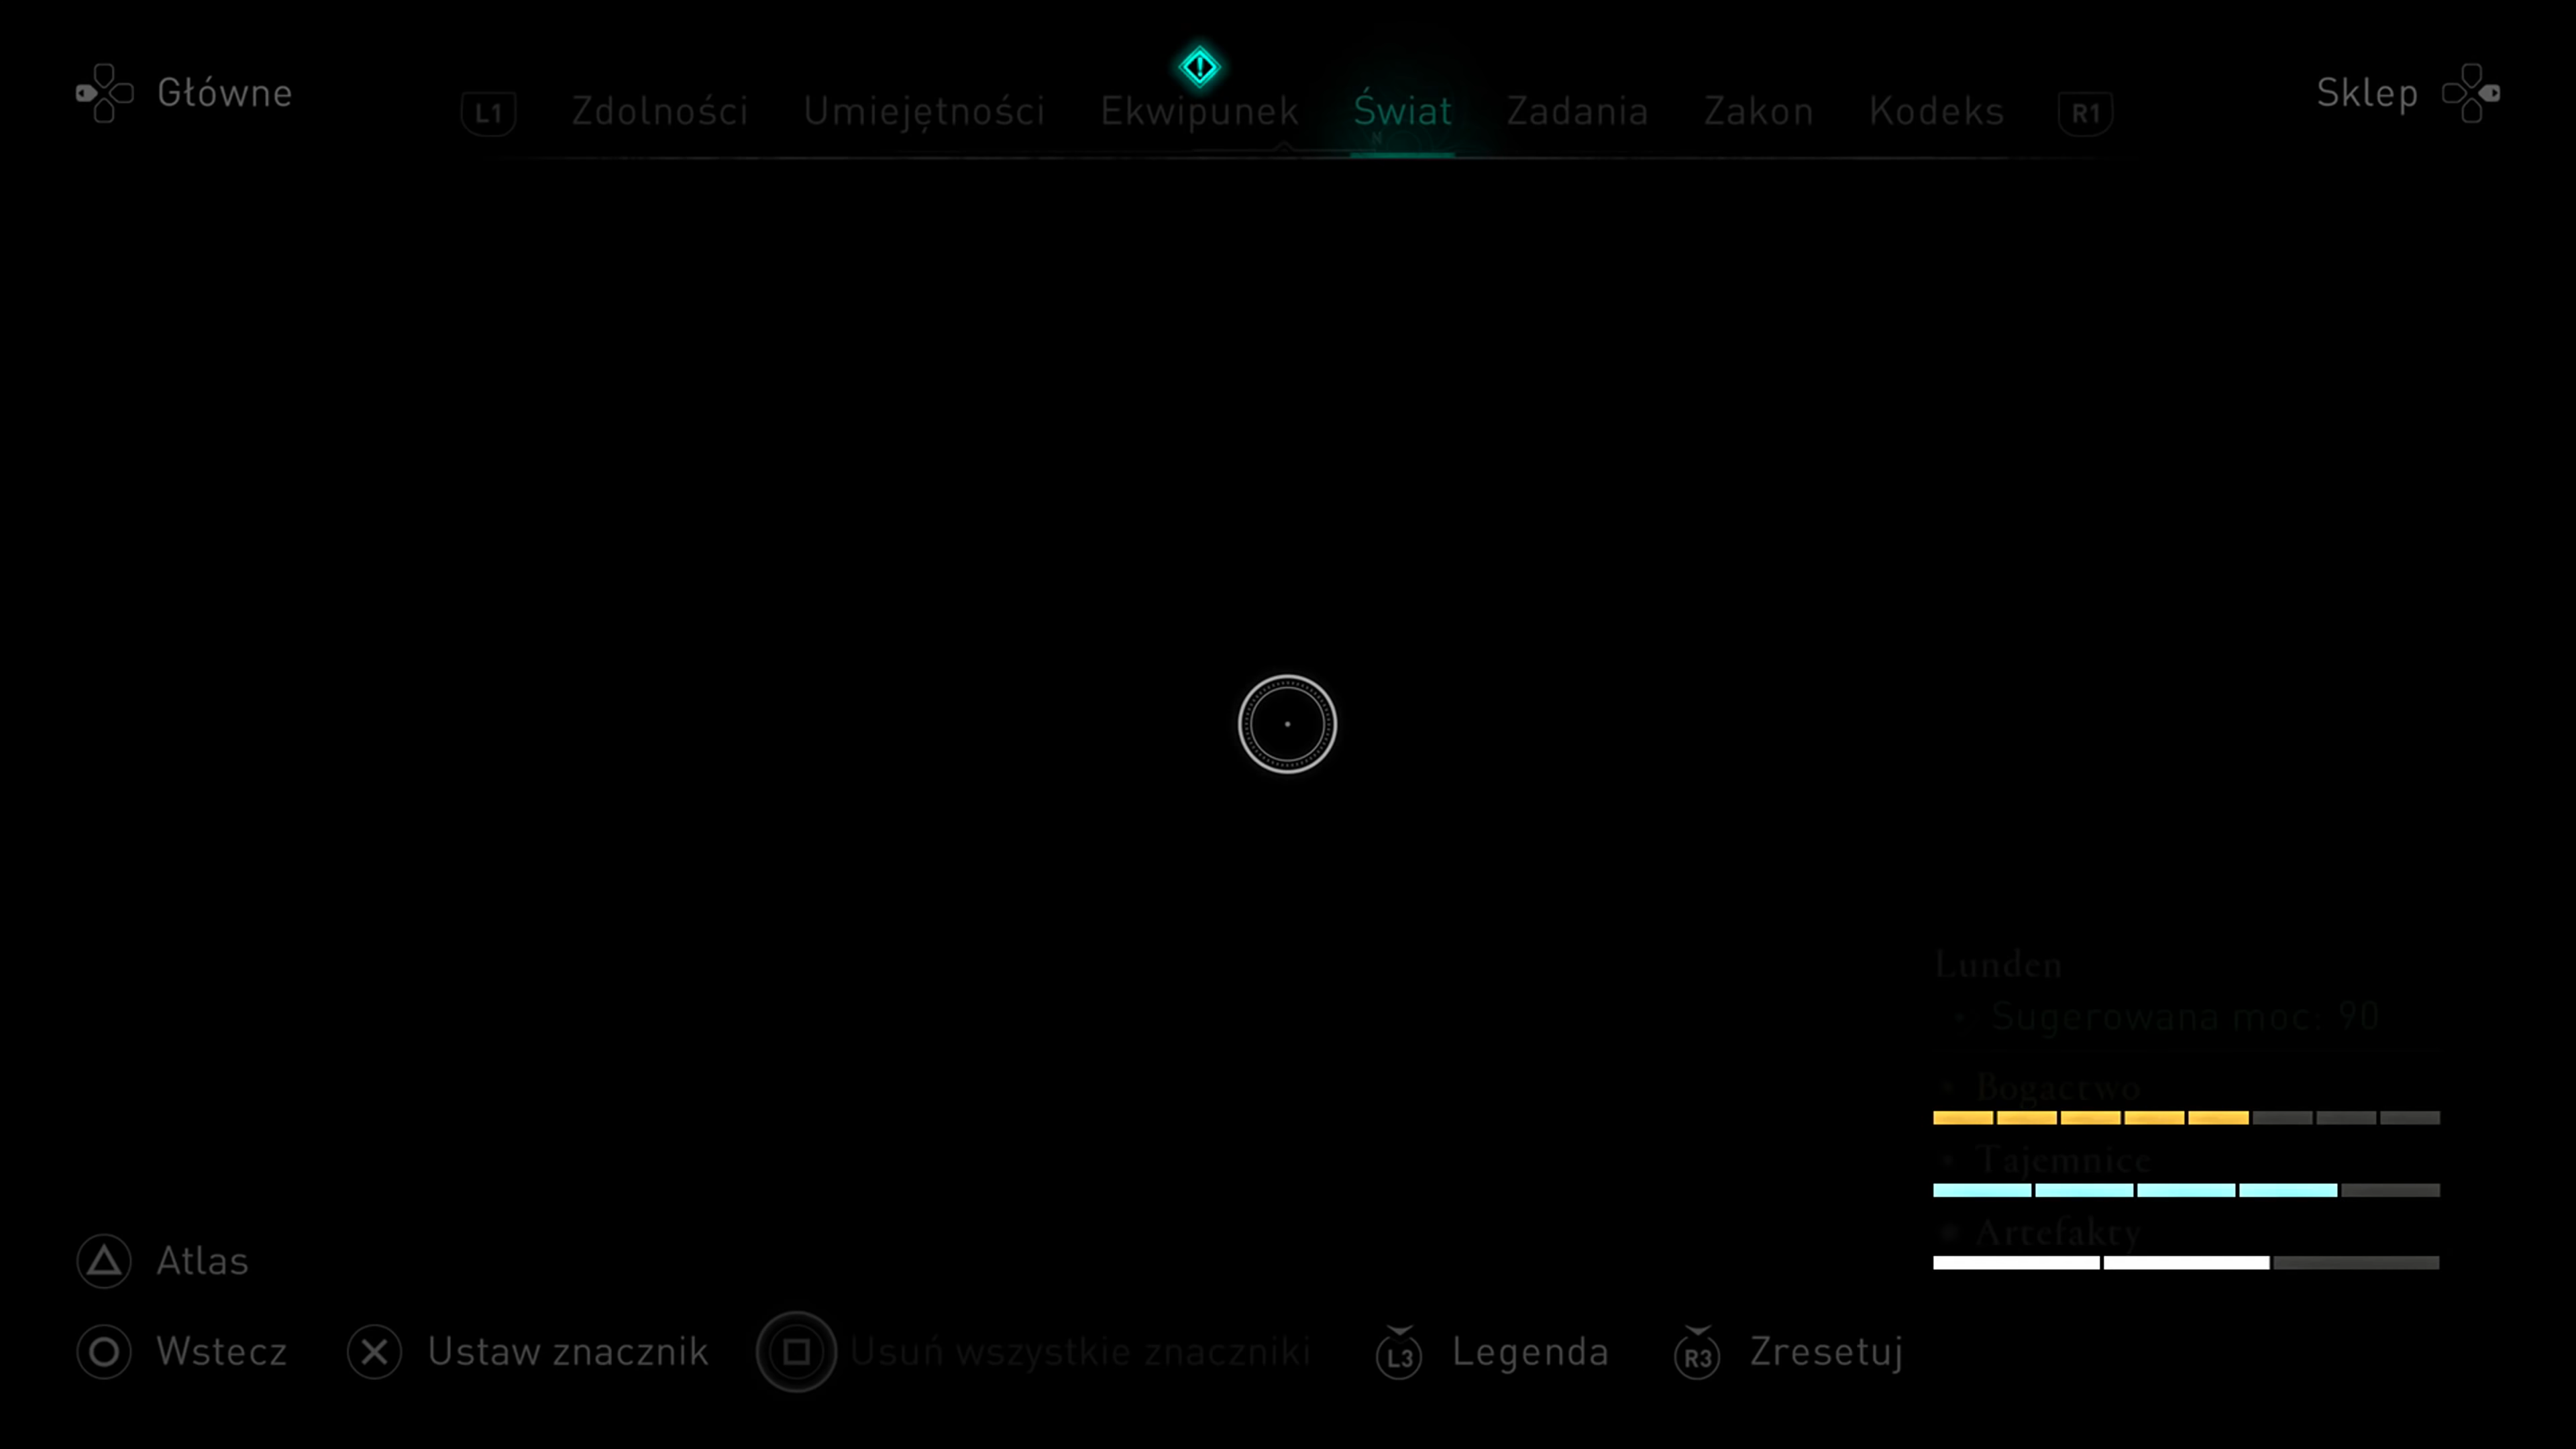 Główne
L1 Zdolności Umiejętności Ekwipunek Świat Zadania Zakon Kodeks R1
Sklep
N
Lunden
Sugerowana moc: 90
Bogactwo
Tajemnice
Artefakty
Atlas
Wstecz Ustaw znacznik Usuń wszystkie znaczniki L3 Legenda R3 Zresetuj